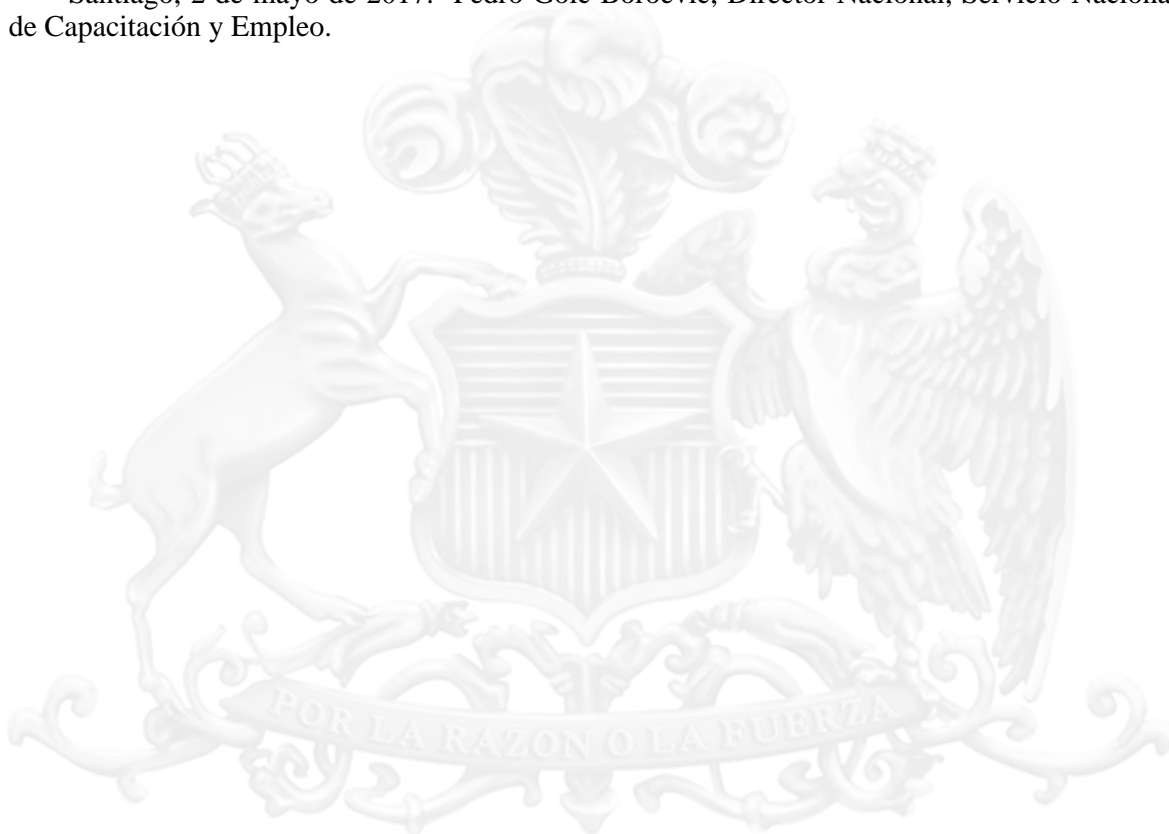 Santiago, 2 de mayo de 2017.- Pedro Goic Boroevic, Director Nacional, Servicio Nacional
de Capacitación y Empleo.
POR LA RAZON O LA FUERZA